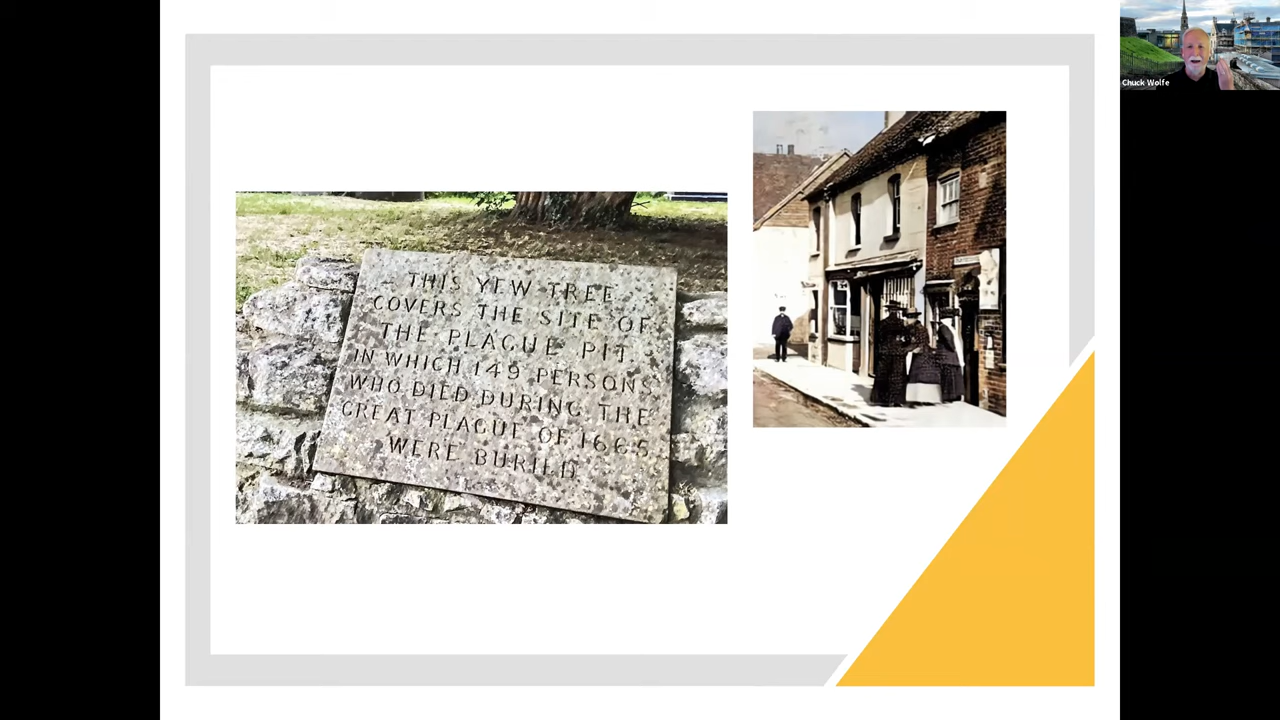 THIS YEW TREE
COVERS THE SITE OF
THE PLAGUE PIT
IN WHICH 149 PERSONS
WHO DIED DURING THE
GREAT PLAGUE OF 1665
WERE BURIED
Chuck Wolfe